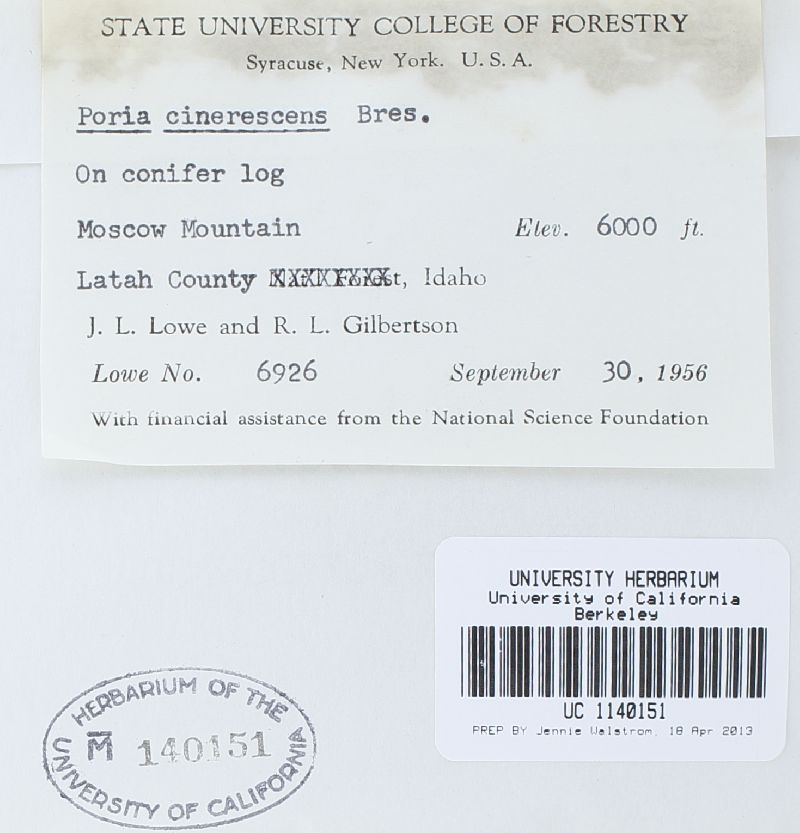 STATE UNIVERSITY COLLEGE OF FORESTRY
Syracuse, New York. U. S. A.
Poria cinerescens Bres.
On conifer log
Moscow Mountain Elev. 6000 ft.
Latah County Nat'l Forest, Idaho
J. L. Lowe and R. L. Gilbertson
Lowe No. 6926 September 30, 1956
With financial assistance from the National Science Foundation
UNIVERSITY HERBARIUM
University of California
Berkeley
UC 1140151
PREP BY Jennie Walstrom, 18 Apr 2013
HERBARIUM OF THE
M 140151
UNIVERSITY OF CALIFORNIA